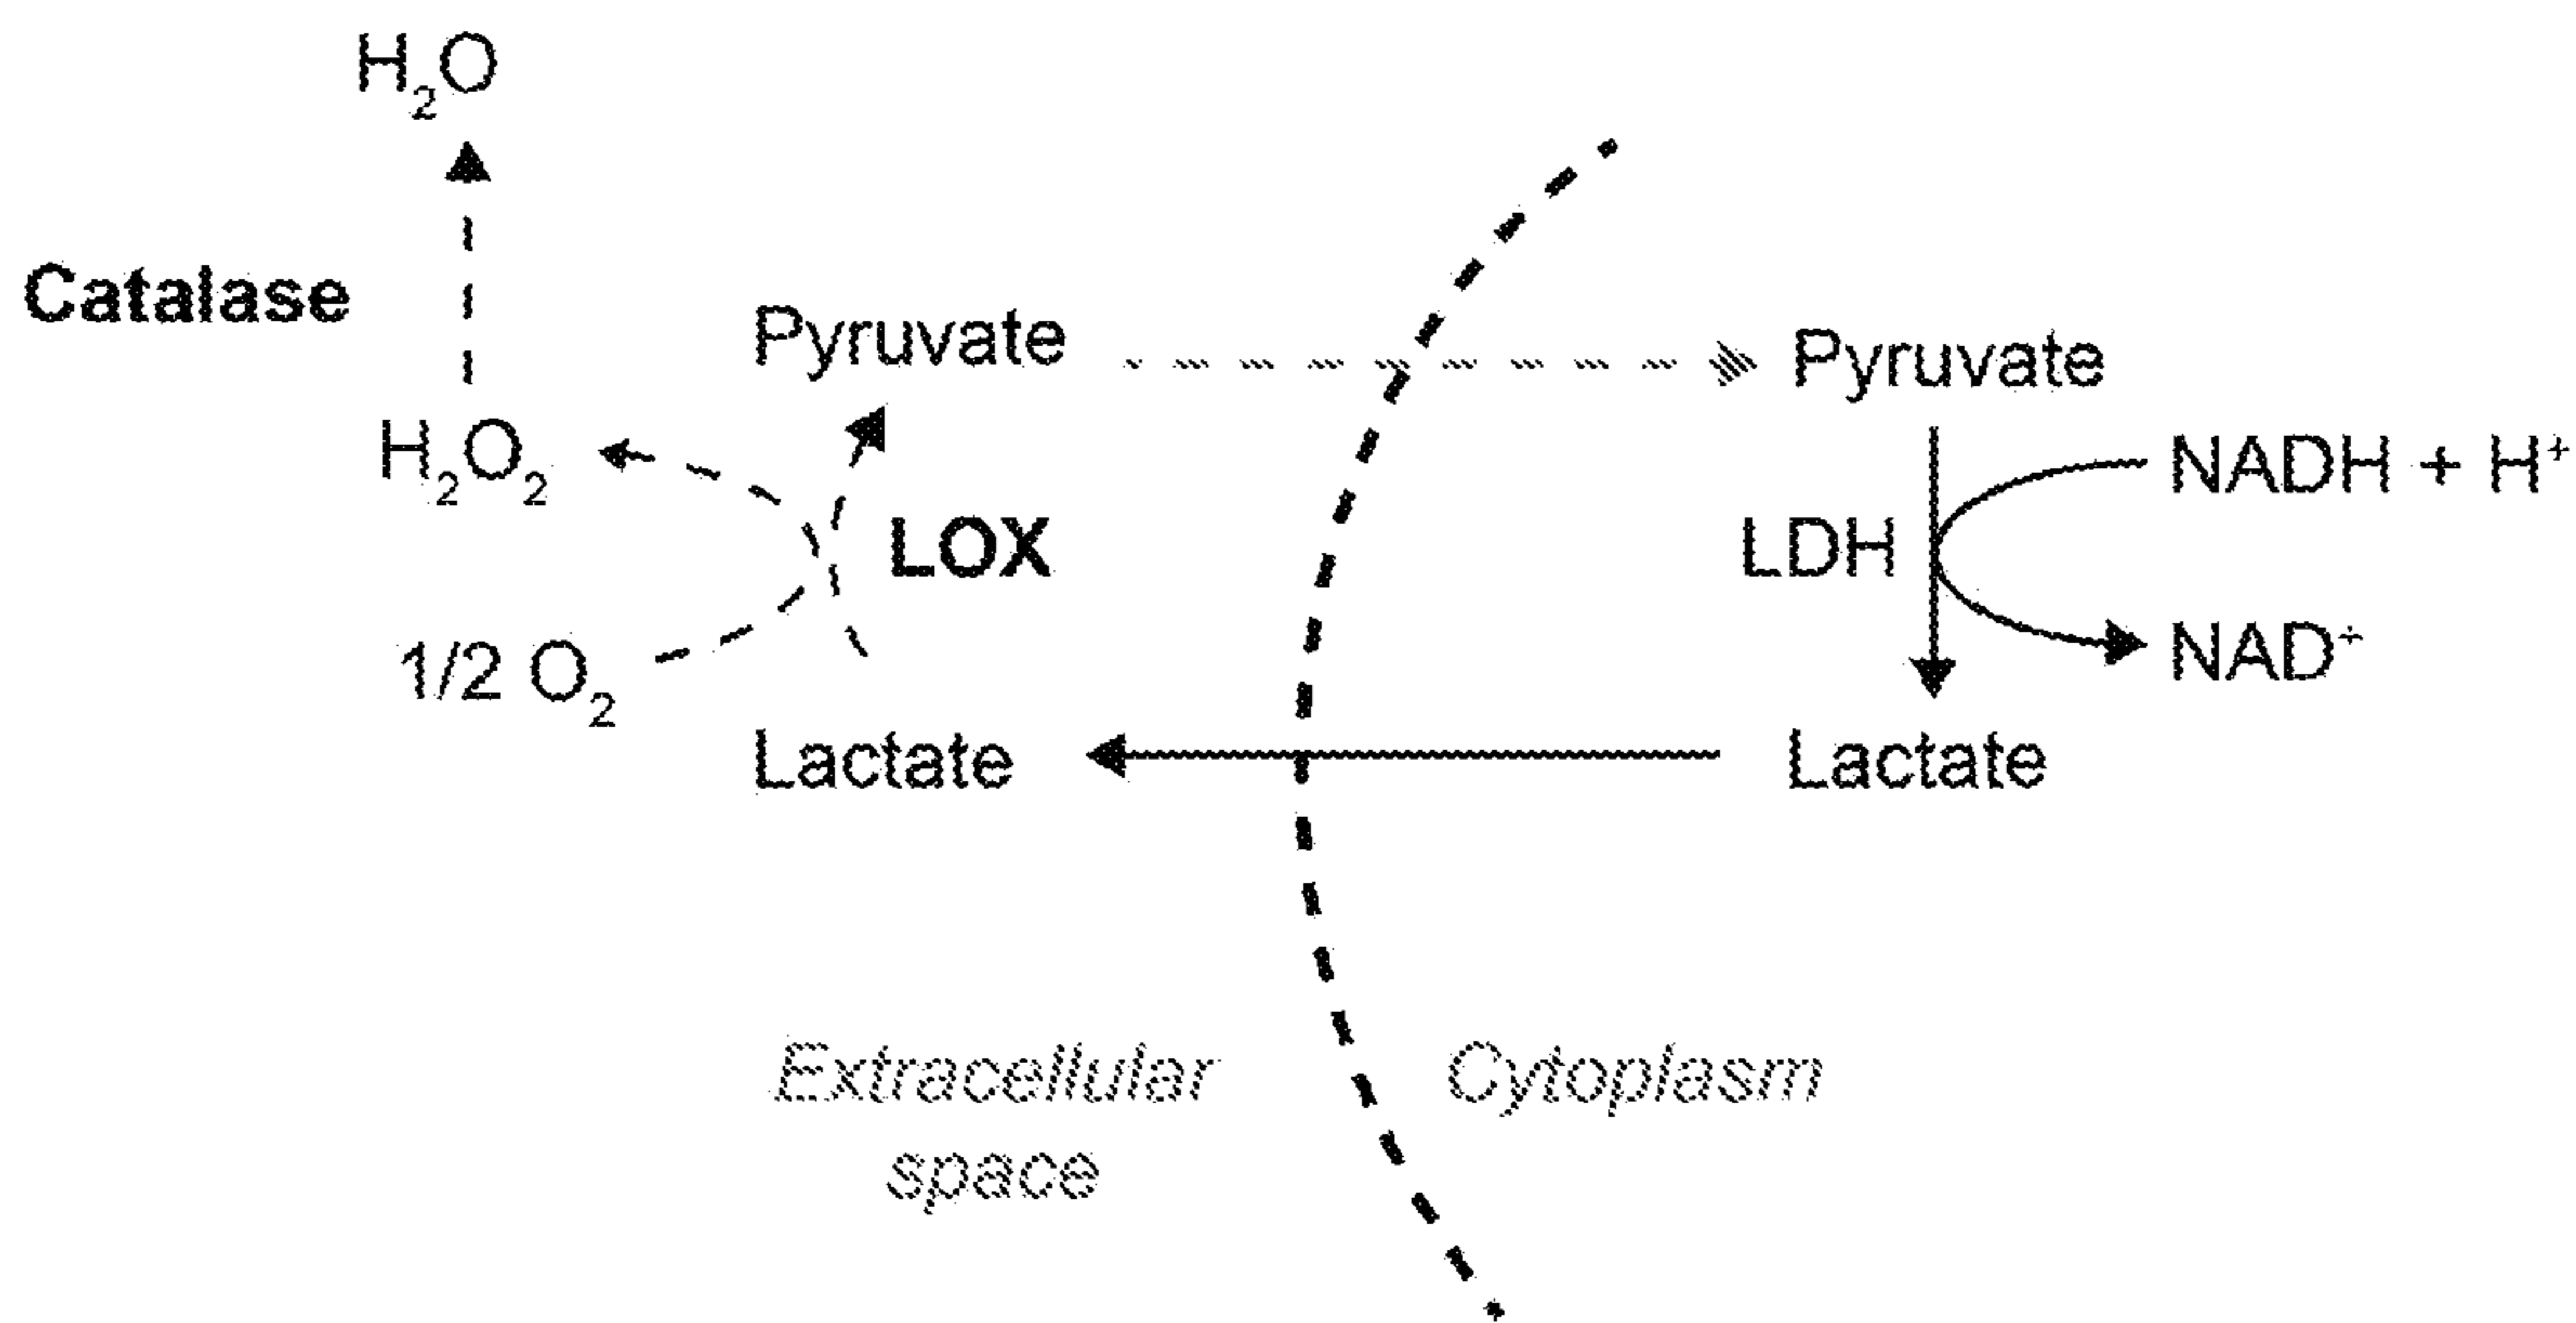 H₂O
Catalase
Pyruvate
Pyruvate
H₂O₂
NADH + H⁺
LOX
LDH
1/2 O₂
NAD⁺
Lactate
Lactate
Extracellular
space
Cytoplasm